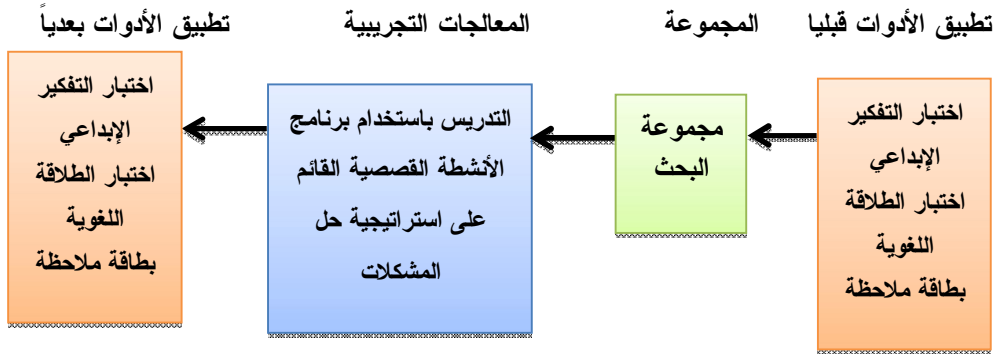 تطبيق الأدوات قبليا
المجموعة
المعالجات التجريبية
تطبيق الأدوات بعدياً
اختبار التفكير
الإبداعي
اختبار الطلاقة
اللغوية
بطاقة ملاحظة
مجموعة
البحث
التدريس باستخدام برنامج
الأنشطة القصصية القائم
على استراتيجية حل
المشكلات
اختبار التفكير
الإبداعي
اختبار الطلاقة
اللغوية
بطاقة ملاحظة